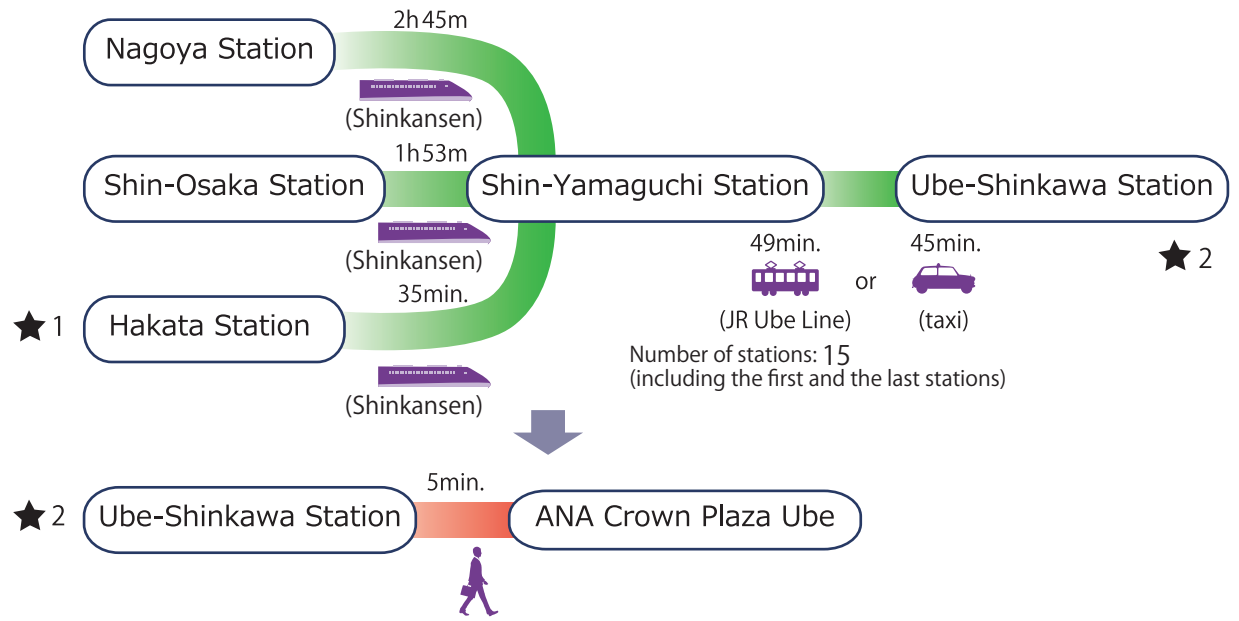 2h45m
Nagoya Station
(Shinkansen)
1h53m
Shin-Osaka Station
Shin-Yamaguchi Station
Ube-Shinkawa Station
(Shinkansen)
49min.
45min.
★ 2
or
35min.
★ 1
Hakata Station
(JR Ube Line)
(taxi)
Number of stations: 15
(including the first and the last stations)
(Shinkansen)
5min.
★ 2
Ube-Shinkawa Station
ANA Crown Plaza Ube